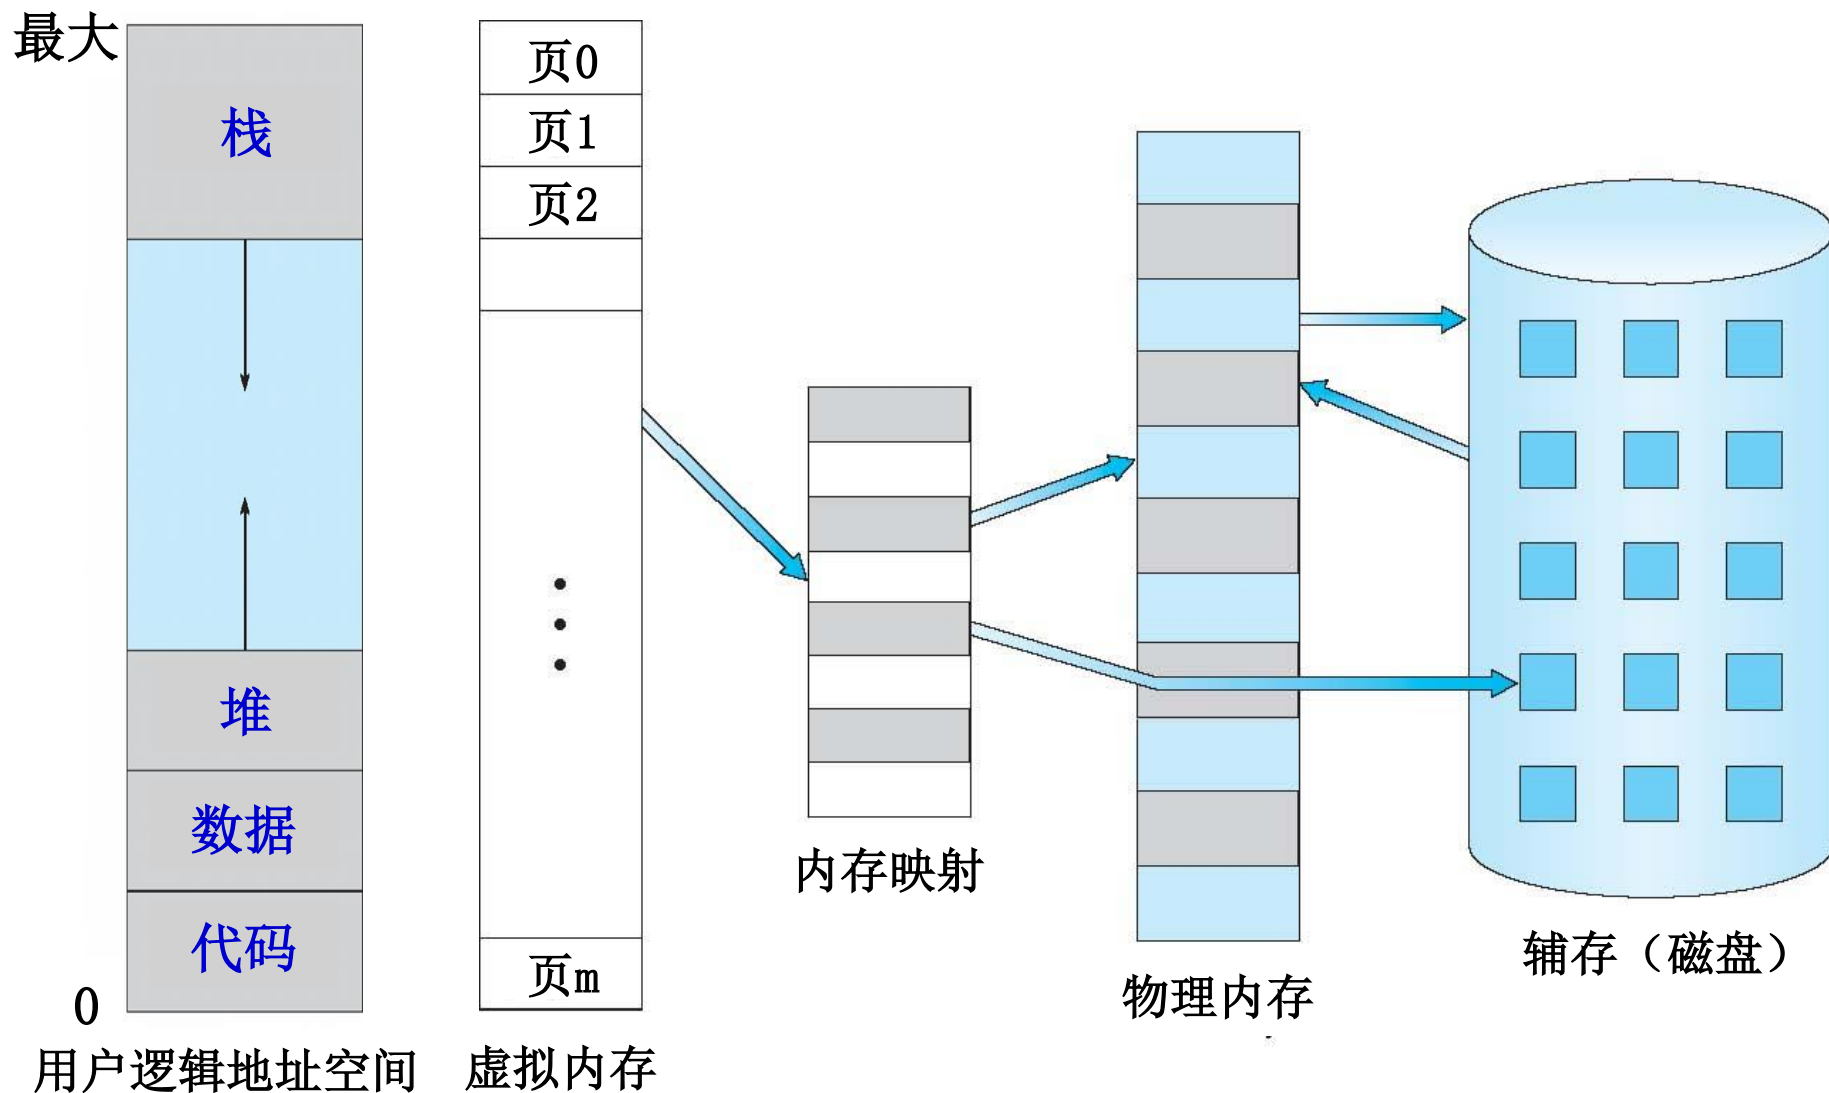 最大
栈
堆
数据
代码
0
用户逻辑地址空间
页0
页1
页2
页m
虚拟内存
内存映射
物理内存
辅存（磁盘）